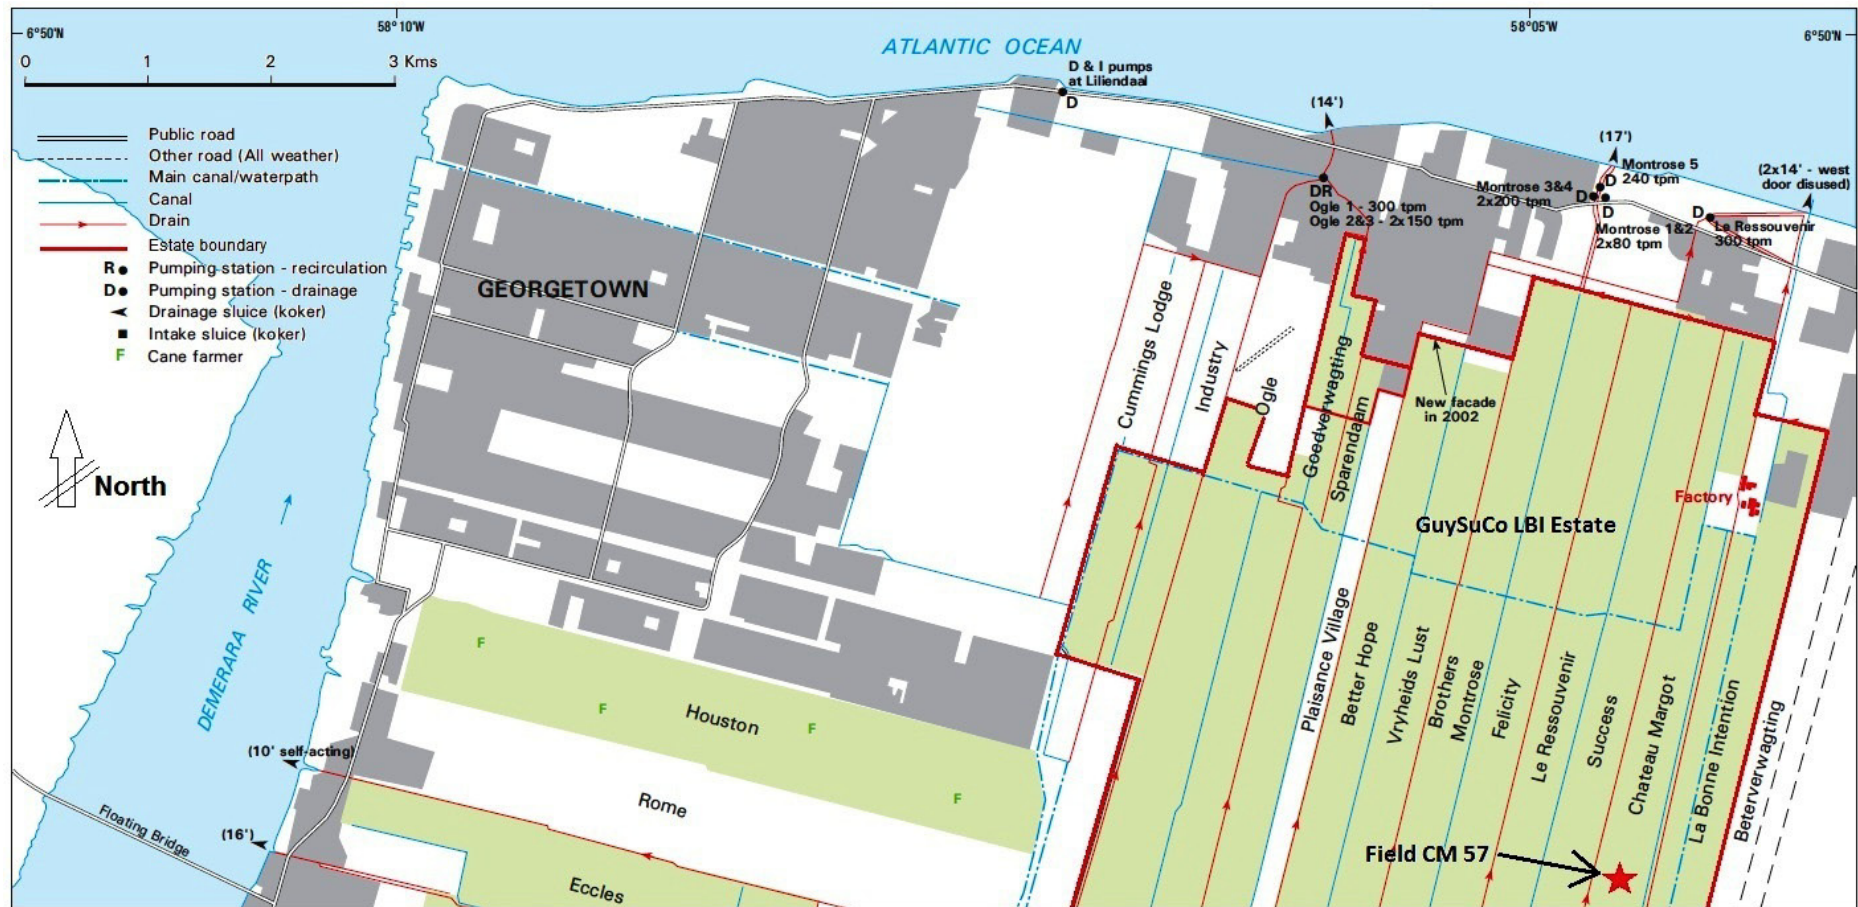 58°10'W
58°05'W
6°50'N
6°50'N
ATLANTIC OCEAN
0 1 2 3 Kms
D & I pumps
at Liliendaal
D
(14')
(17')
Montrose 5
240 tpm
D
(2x14' - west
door disused)
Public road
Other road (All weather)
Main canal/waterpath
Canal
Drain
Estate boundary
R Pumping station - recirculation
D Pumping station - drainage
Drainage sluice (koker)
Intake sluice (koker)
F Cane farmer
DR
Ogle 1 - 300 tpm
Ogle 2&3 - 2x150 tpm
Montrose 3&4
2x200 tpm
D
D
Montrose 1&2
2x80 tpm
D
Le Ressouvenir
300 tpm
GEORGETOWN
Cummings Lodge
Industry
Ogle
Goedverwagting
Sparendaam
New facade
in 2002
North
Factory
GuySuCo LBI Estate
DEMERARA RIVER
F
F
F
F
Houston
Plaisance Village
Better Hope
Vryheids Lust
Brothers
Montrose
Felicity
Le Ressouvenir
Success
Chateau Margot
La Bonne Intention
Beterverwagting
(10' self-acting)
Rome
Floating Bridge
(16')
Field CM 57
Eccles